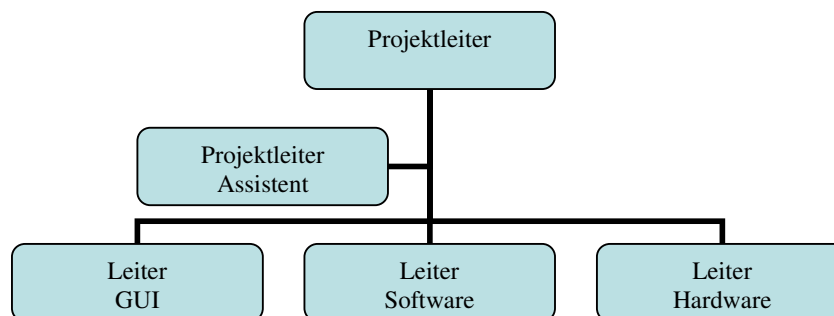 Projektleiter
Projektleiter
Assistent
Leiter
GUI
Leiter
Software
Leiter
Hardware